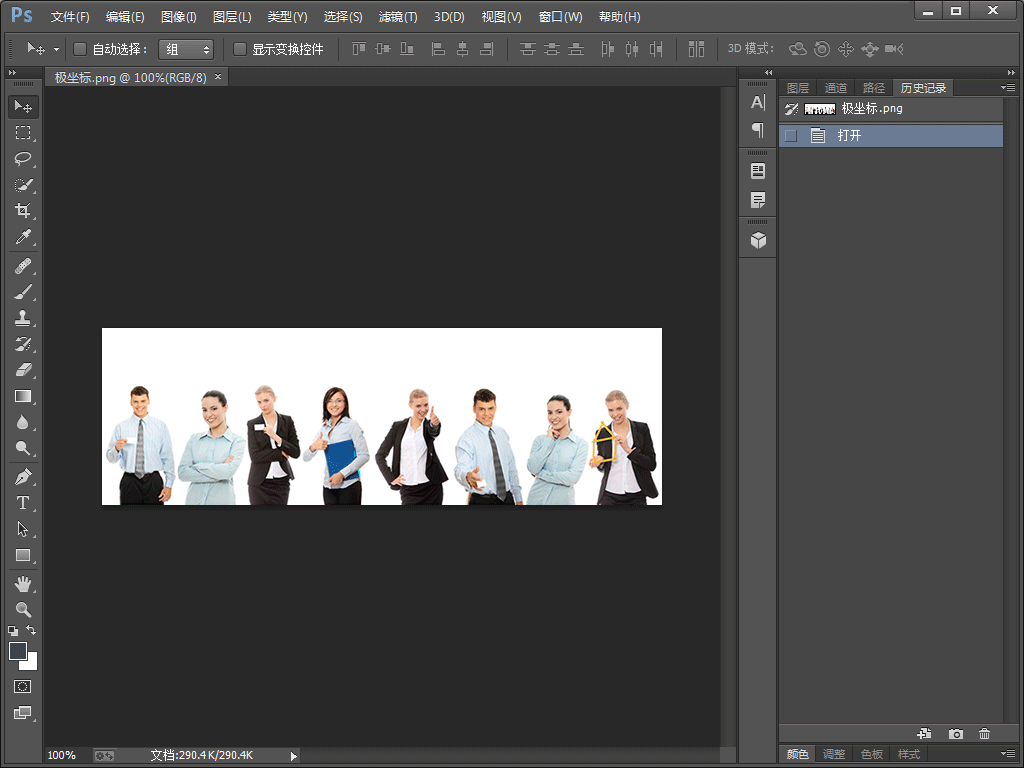 Ps 文件(F) 编辑(E) 图像(I) 图层(L) 类型(Y) 选择(S) 滤镜(T) 3D(D) 视图(V) 窗口(W) 帮助(H)
自动选择： 组 显示变换控件 3D 模式：
极坐标.png @ 100%(RGB/8) ×
图层 通道 路径 历史记录
极坐标.png
打开
100% 文档:290.4K/290.4K
颜色 调整 色板 样式